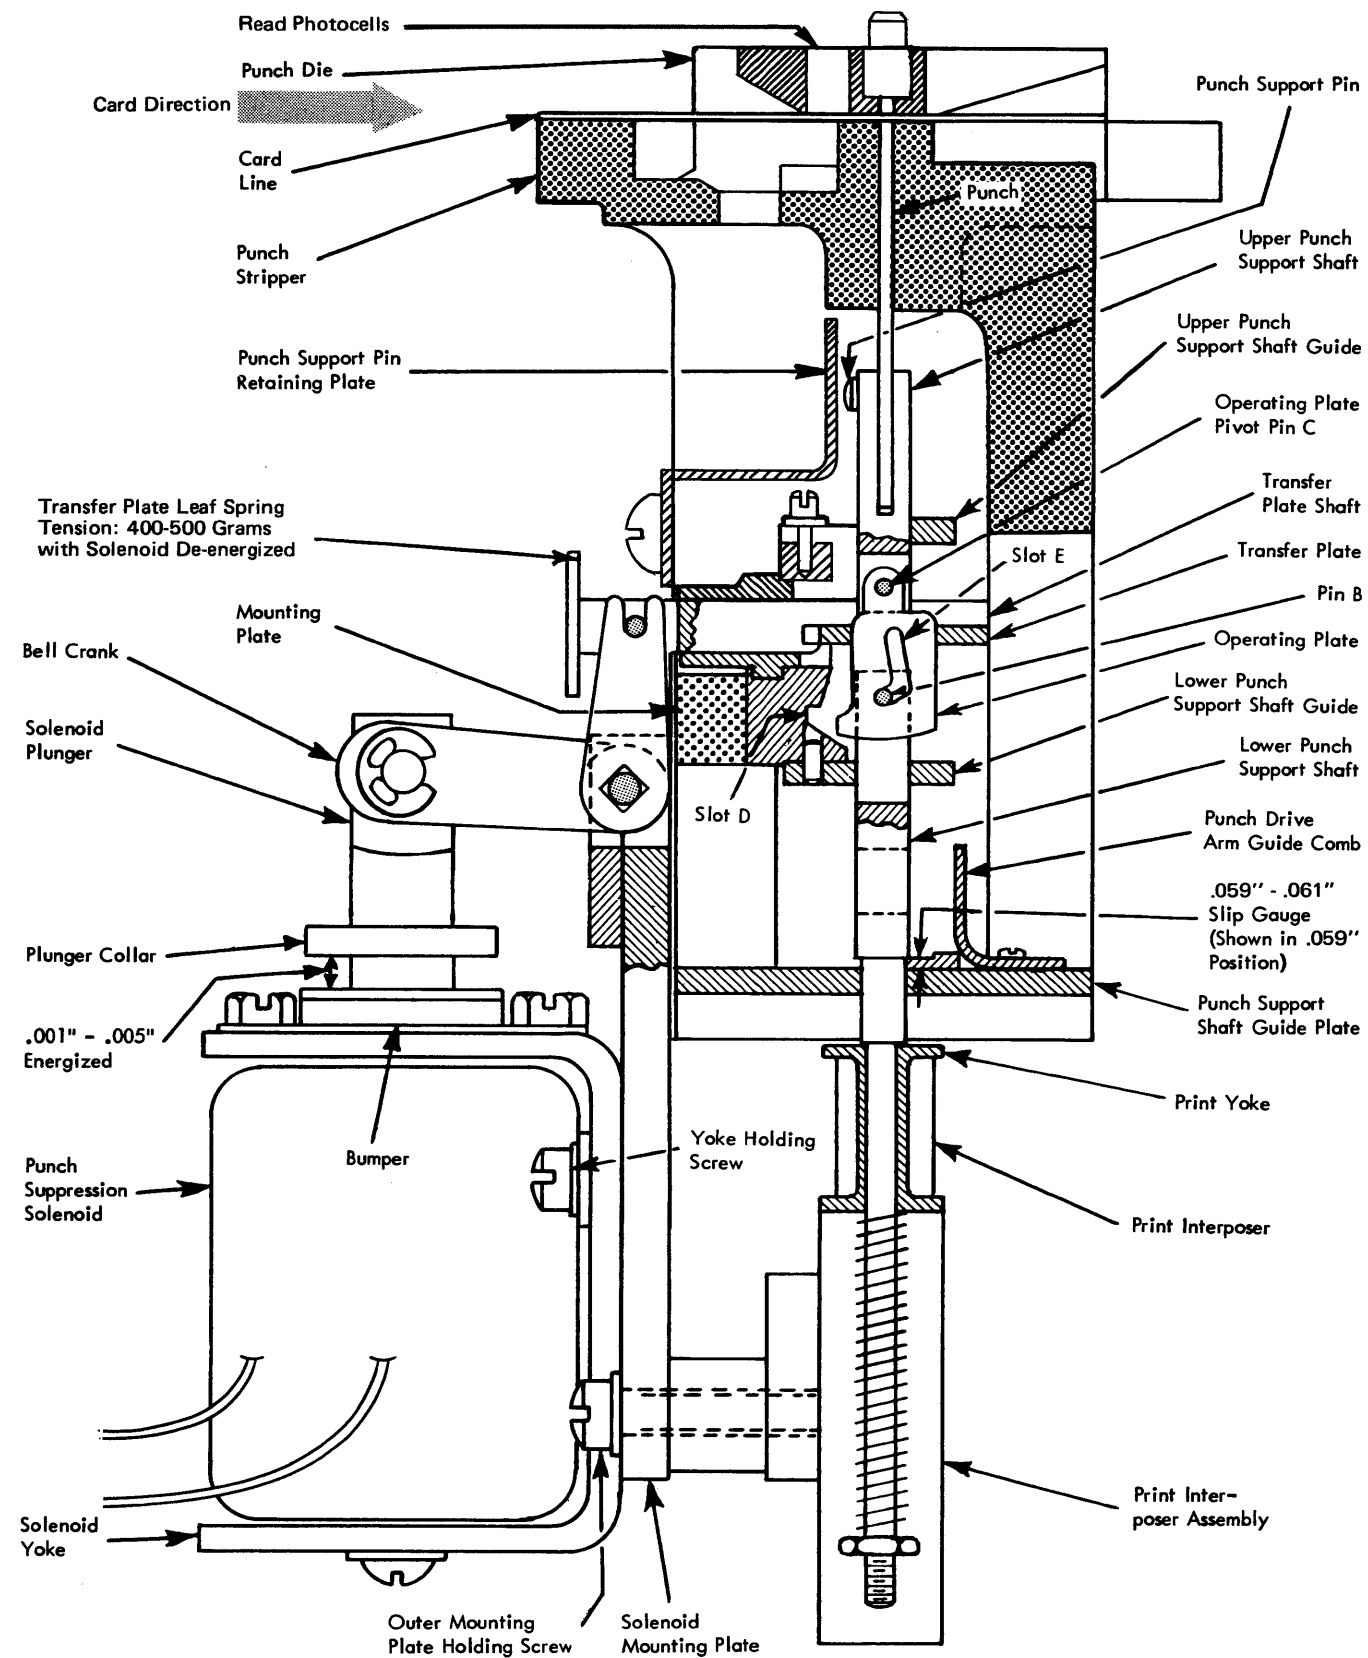 Read Photocells
Punch Die
Card Direction
Card
Line
Punch
Stripper
Punch Support Pin
Retaining Plate
Transfer Plate Leaf Spring
Tension: 400-500 Grams
with Solenoid De-energized
Mounting
Plate
Bell Crank
Solenoid
Plunger
Plunger Collar
.001" - .005"
Energized
Punch
Suppression
Solenoid
Solenoid
Yoke
Bumper
Yoke Holding
Screw
Outer Mounting
Plate Holding Screw
Solenoid
Mounting Plate
Slot D
Punch
Slot E
Punch Support Pin
Upper Punch
Support Shaft
Upper Punch
Support Shaft Guide
Operating Plate
Pivot Pin C
Transfer
Plate Shaft
Transfer Plate
Pin B
Operating Plate
Lower Punch
Support Shaft Guide
Lower Punch
Support Shaft
Punch Drive
Arm Guide Comb
.059" - .061"
Slip Gauge
(Shown in .059"
Position)
Punch Support
Shaft Guide Plate
Print Yoke
Print Interposer
Print Inter-
poser Assembly